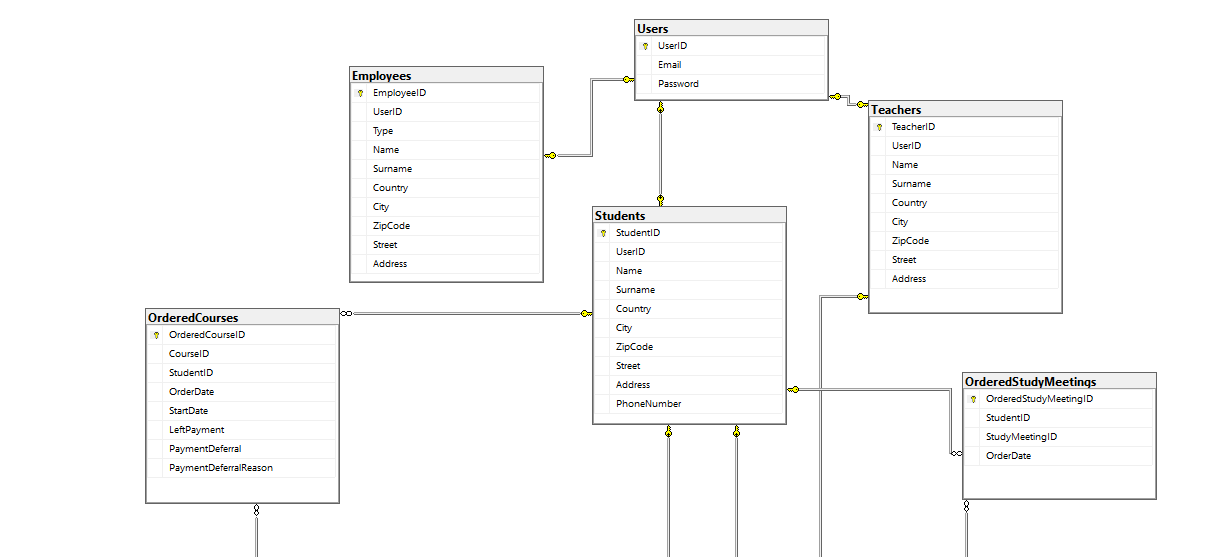 Users
UserID
Email
Password
Employees
EmployeeID
UserID
Type
Name
Surname
Country
City
ZipCode
Street
Address
Teachers
TeacherID
UserID
Name
Surname
Country
City
ZipCode
Street
Address
Students
StudentID
UserID
Name
Surname
Country
City
ZipCode
Street
Address
PhoneNumber
OrderedCourses
OrderedCourseID
CourseID
StudentID
OrderDate
StartDate
LeftPayment
PaymentDeferral
PaymentDeferralReason
OrderedStudyMeetings
OrderedStudyMeetingID
StudentID
StudyMeetingID
OrderDate